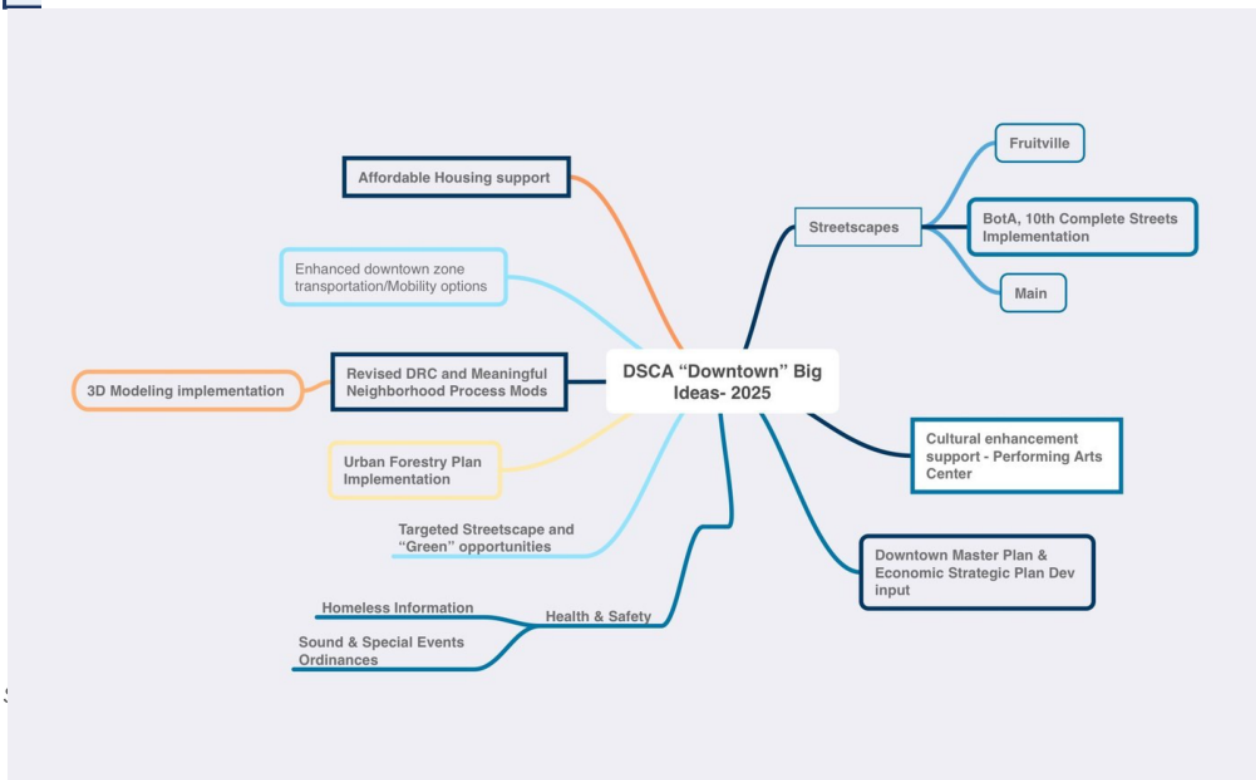 Fruitville
Affordable Housing support
Streetscapes
BotA, 10th Complete Streets
Implementation
Enhanced downtown zone
transportation/Mobility options
Main
DSCA “Downtown” Big
Ideas- 2025
Revised DRC and Meaningful
Neighborhood Process Mods
3D Modeling implementation
Cultural enhancement
support - Performing Arts
Center
Urban Forestry Plan
Implementation
Targeted Streetscape and
“Green” opportunities
Downtown Master Plan &
Economic Strategic Plan Dev
input
Homeless Information
Health & Safety
Sound & Special Events
Ordinances